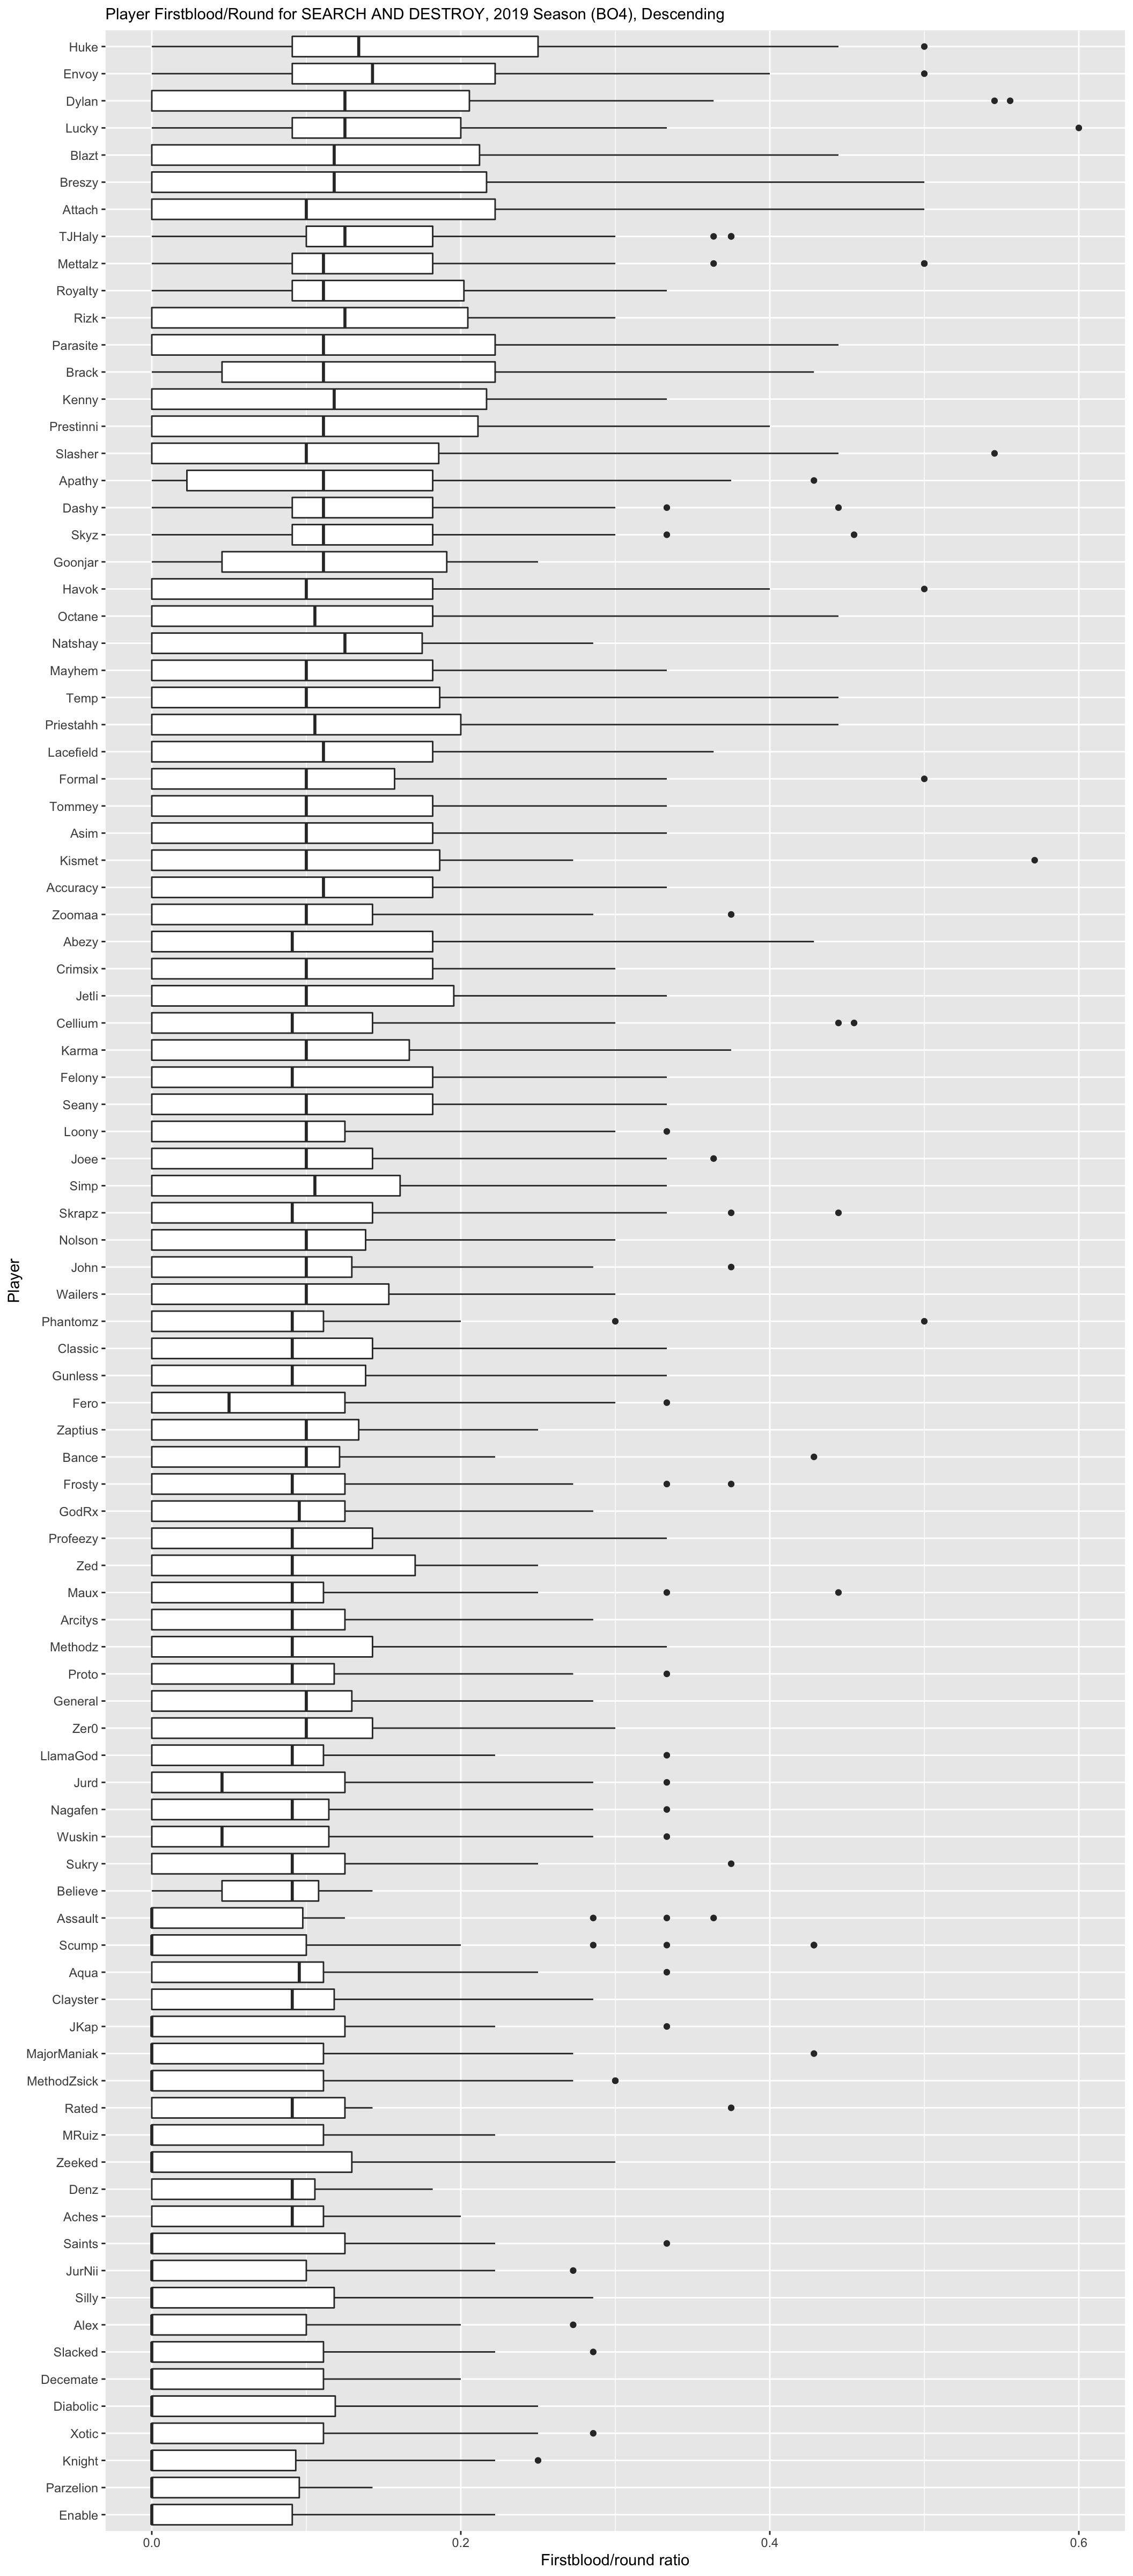 Player Firstblood/Round for SEARCH AND DESTROY, 2019 Season (BO4), Descending
Huke
Envoy
Dylan
Lucky
Blazt
Breszy
Attach
TJHaly
Mettalz
Royalty
Rizk
Parasite
Brack
Kenny
Prestinni
Slasher
Apathy
Dashy
Skyz
Goonjar
Havok
Octane
Natshay
Mayhem
Temp
Priestahh
Lacefield
Formal
Tommey
Asim
Kismet
Accuracy
Zoomaa
Abezy
Crimsix
Jetli
Cellium
Karma
Felony
Seany
Loony
Joee
Simp
Skrapz
Nolson
John
Wailers
Phantomz
Classic
Gunless
Fero
Zaptius
Bance
Frosty
GodRx
Profeezy
Zed
Maux
Arcitys
Methodz
Proto
General
Zer0
LlamaGod
Jurd
Nagafen
Wuskin
Sukry
Believe
Assault
Scump
Aqua
Clayster
JKap
MajorManiak
MethodZsick
Rated
MRuiz
Zeeked
Denz
Aches
Saints
JurNii
Silly
Alex
Slacked
Decemate
Diabolic
Xotic
Knight
Parzelion
Enable
Player
0.0 0.2 0.4 0.6
Firstblood/round ratio